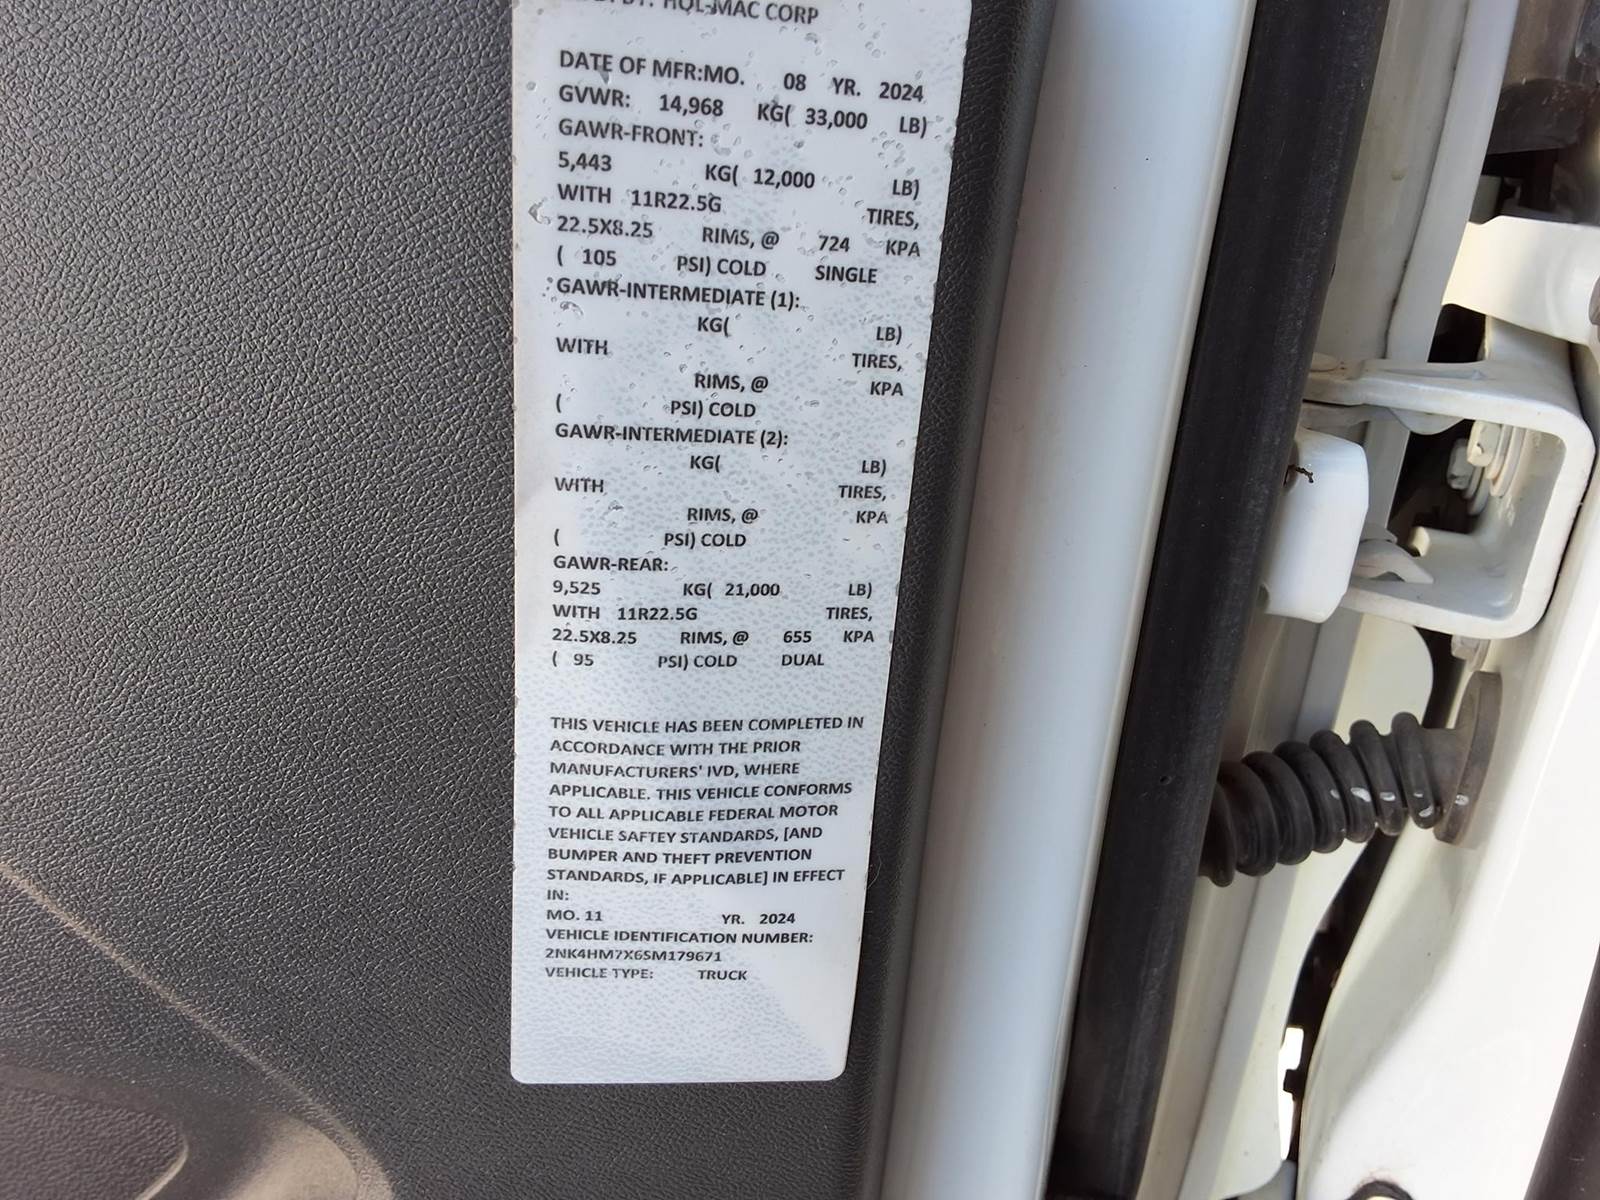 HOL-MAC CORP
DATE OF MFR:MO. 08 YR. 2024
GVWR: 14,968 KG( 33,000 LB)
GAWR-FRONT:
5,443 KG( 12,000 LB)
WITH 11R22.5G TIRES,
22.5X8.25 RIMS, @ 724 KPA
( 105 PSI) COLD SINGLE
GAWR-INTERMEDIATE (1):
KG( LB)
WITH TIRES,
RIMS, @ KPA
( PSI) COLD
GAWR-INTERMEDIATE (2):
KG( LB)
WITH TIRES,
RIMS, @ KPA
( PSI) COLD
GAWR-REAR:
9,525 KG( 21,000 LB)
WITH 11R22.5G TIRES,
22.5X8.25 RIMS, @ 655 KPA
( 95 PSI) COLD DUAL
THIS VEHICLE HAS BEEN COMPLETED IN
ACCORDANCE WITH THE PRIOR
MANUFACTURERS' IVD, WHERE
APPLICABLE. THIS VEHICLE CONFORMS
TO ALL APPLICABLE FEDERAL MOTOR
VEHICLE SAFTEY STANDARDS, [AND
BUMPER AND THEFT PREVENTION
STANDARDS, IF APPLICABLE] IN EFFECT
IN:
MO. 11 YR. 2024
VEHICLE IDENTIFICATION NUMBER:
2NK4HM7X6SM179671
VEHICLE TYPE: TRUCK